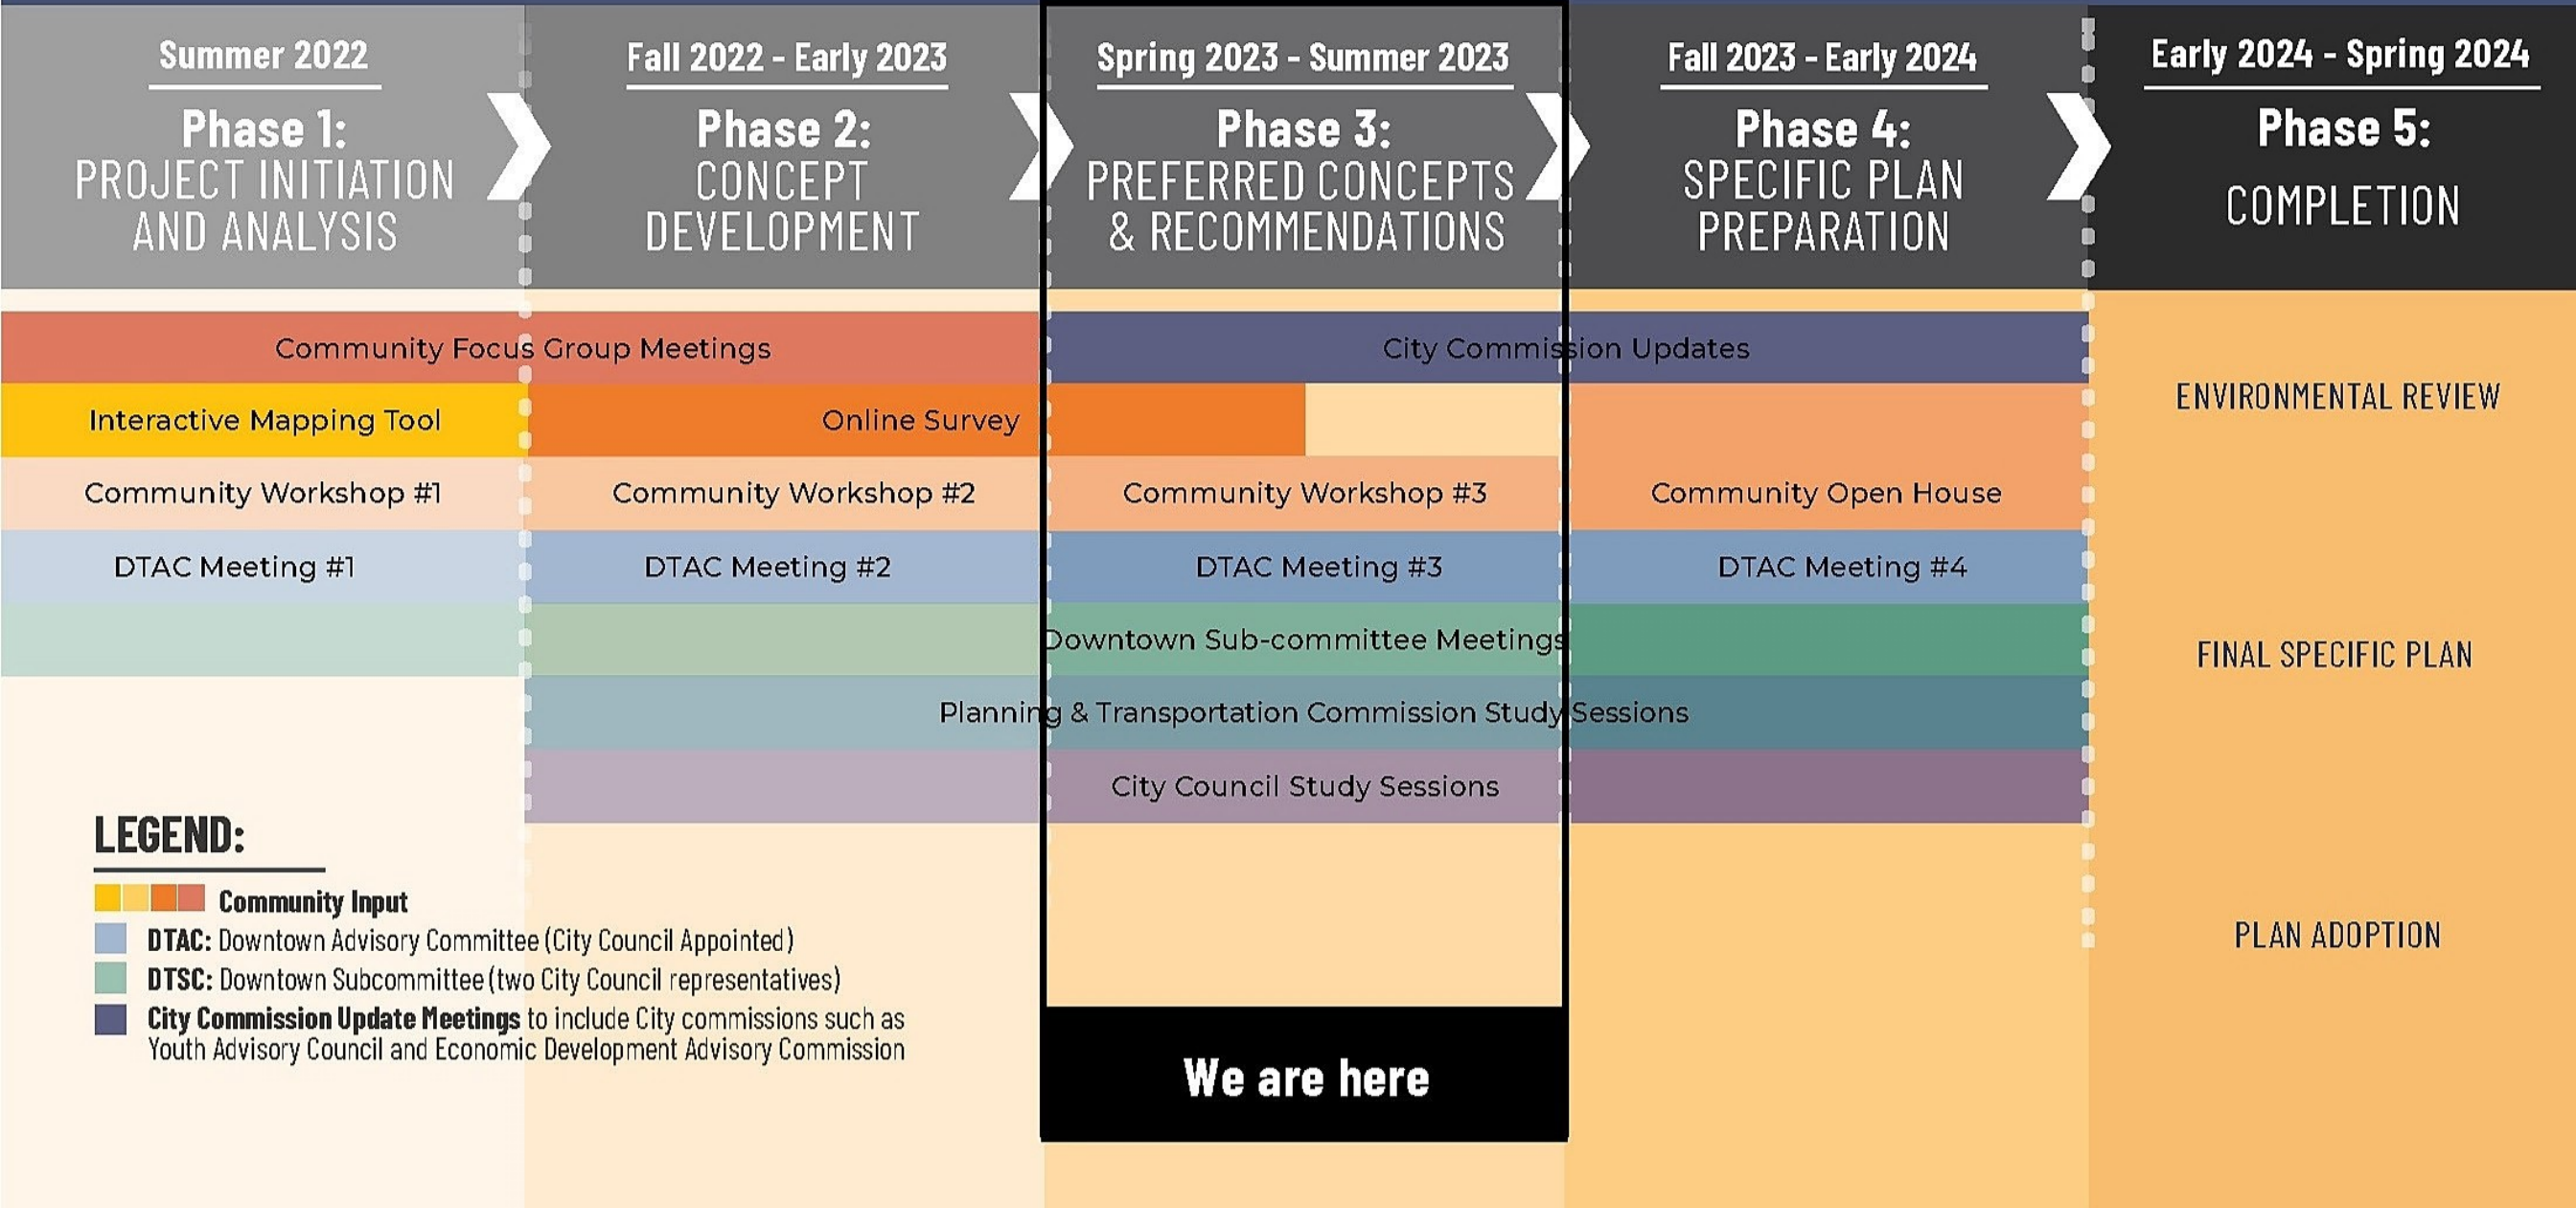 Summer 2022
Phase 1:
PROJECT INITIATION
AND ANALYSIS
Fall 2022 - Early 2023
Phase 2:
CONCEPT
DEVELOPMENT
Spring 2023 - Summer 2023
Phase 3:
PREFERRED CONCEPTS
& RECOMMENDATIONS
Fall 2023 - Early 2024
Phase 4:
SPECIFIC PLAN
PREPARATION
Early 2024 - Spring 2024
Phase 5:
COMPLETION
Community Focus Group Meetings
City Commission Updates
Interactive Mapping Tool
Online Survey
Community Workshop #1
Community Workshop #2
Community Workshop #3
Community Open House
DTAC Meeting #1
DTAC Meeting #2
DTAC Meeting #3
DTAC Meeting #4
Downtown Sub-committee Meetings
Planning & Transportation Commission Study Sessions
City Council Study Sessions
ENVIRONMENTAL REVIEW
FINAL SPECIFIC PLAN
PLAN ADOPTION
LEGEND:
Community Input
DTAC: Downtown Advisory Committee (City Council Appointed)
DTSC: Downtown Subcommittee (two City Council representatives)
City Commission Update Meetings to include City commissions such as
Youth Advisory Council and Economic Development Advisory Commission
We are here